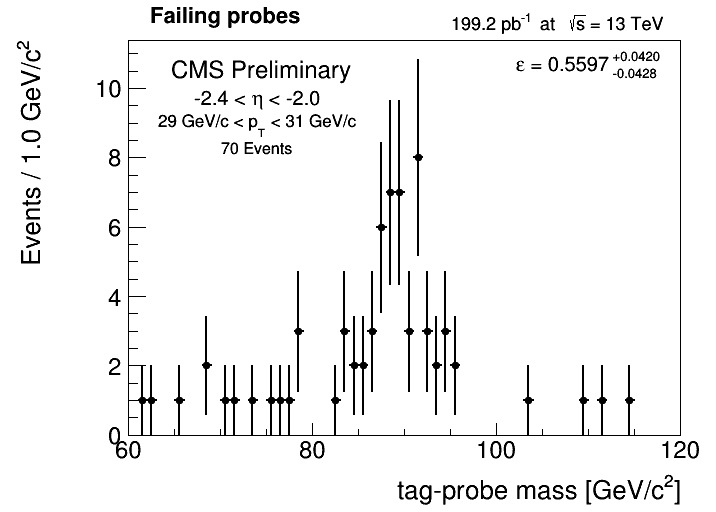 Failing probes
199.2 pb⁻¹ at √s = 13 TeV
CMS Preliminary
-2.4 < η < -2.0
29 GeV/c < p_T < 31 GeV/c
70 Events
ε = 0.5597 +0.0420 -0.0428
Events / 1.0 GeV/c²
10
8
6
4
2
0
60 80 100 120
tag-probe mass [GeV/c²]